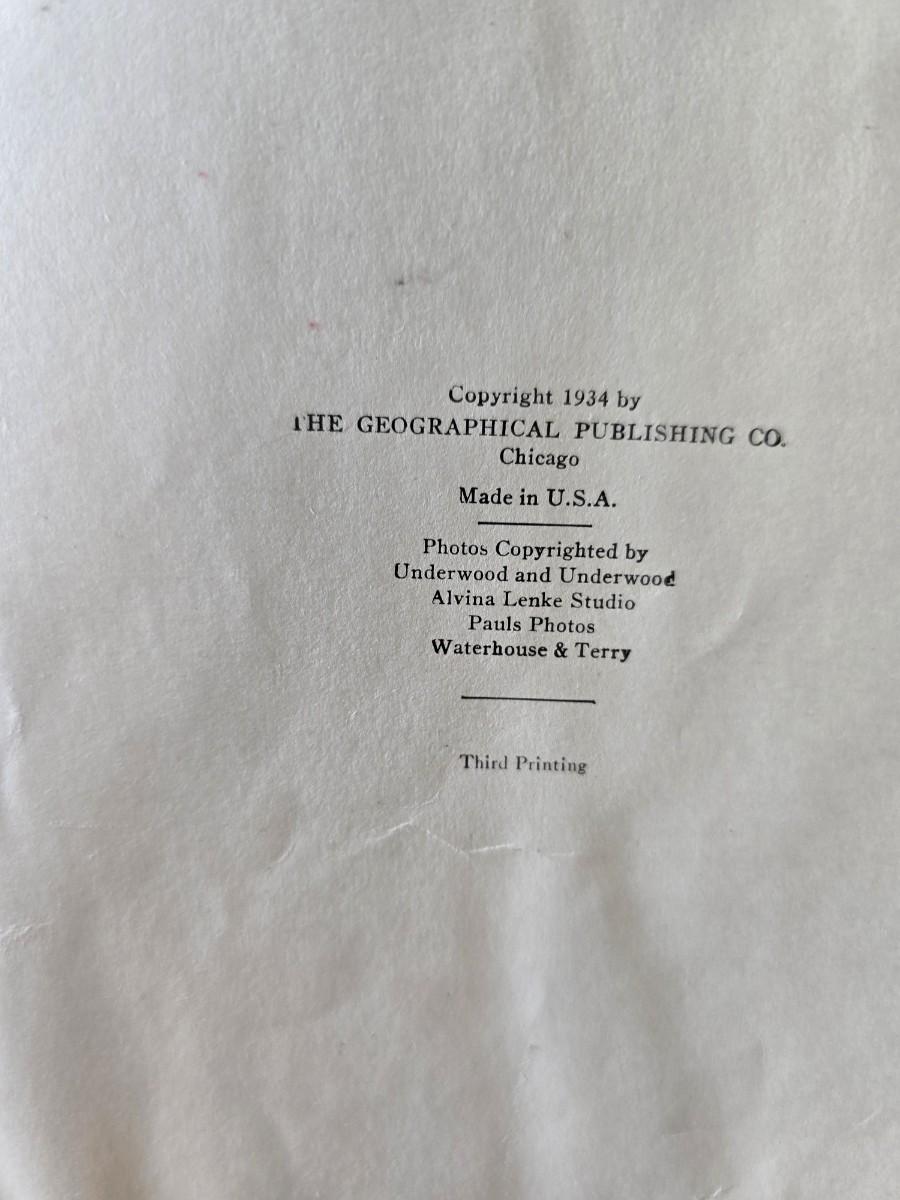 Copyright 1934 by
THE GEOGRAPHICAL PUBLISHING CO.
Chicago
Made in U.S.A.
Photos Copyrighted by
Underwood and Underwood
Alvina Lenke Studio
Pauls Photos
Waterhouse & Terry
Third Printing